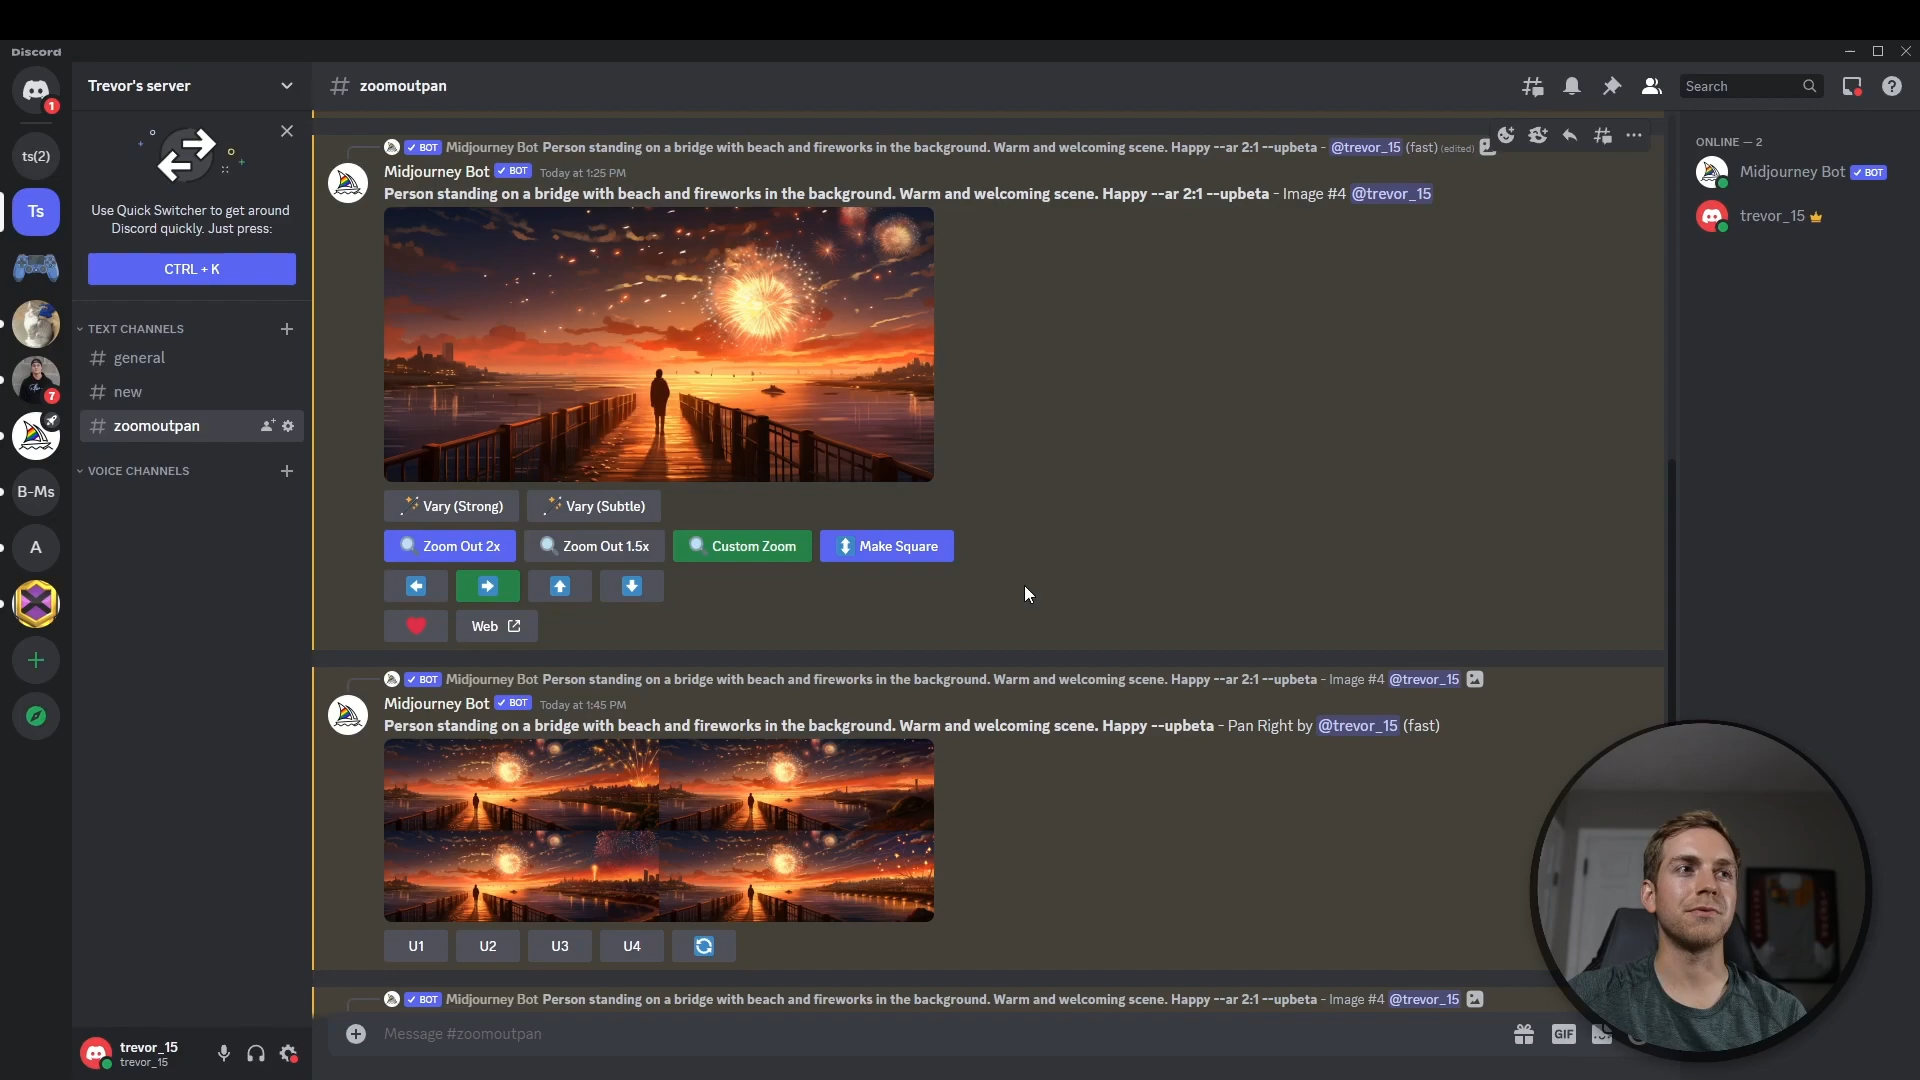 Discord
1
ts(2)
Ts
7
B-Ms
A
Trevor's server
Use Quick Switcher to get around
Discord quickly. Just press:
CTRL + K
TEXT CHANNELS
general
new
zoomoutpan
VOICE CHANNELS
trevor_15
trevor_15
zoomoutpan
Search
BOT Midjourney Bot Person standing on a bridge with beach and fireworks in the background. Warm and welcoming scene. Happy --ar 2:1 --upbeta - @trevor_15 (fast) (edited)
Midjourney Bot BOT Today at 1:25 PM
Person standing on a bridge with beach and fireworks in the background. Warm and welcoming scene. Happy --ar 2:1 --upbeta - Image #4 @trevor_15
Vary (Strong) Vary (Subtle)
Zoom Out 2x Zoom Out 1.5x Custom Zoom Make Square
Web
BOT Midjourney Bot Person standing on a bridge with beach and fireworks in the background. Warm and welcoming scene. Happy --ar 2:1 --upbeta - Image #4 @trevor_15
Midjourney Bot BOT Today at 1:45 PM
Person standing on a bridge with beach and fireworks in the background. Warm and welcoming scene. Happy --upbeta - Pan Right by @trevor_15 (fast)
U1 U2 U3 U4
BOT Midjourney Bot Person standing on a bridge with beach and fireworks in the background. Warm and welcoming scene. Happy --ar 2:1 --upbeta - Image #4 @trevor_15
Message #zoomoutpan
GIF
ONLINE — 2
Midjourney Bot BOT
trevor_15